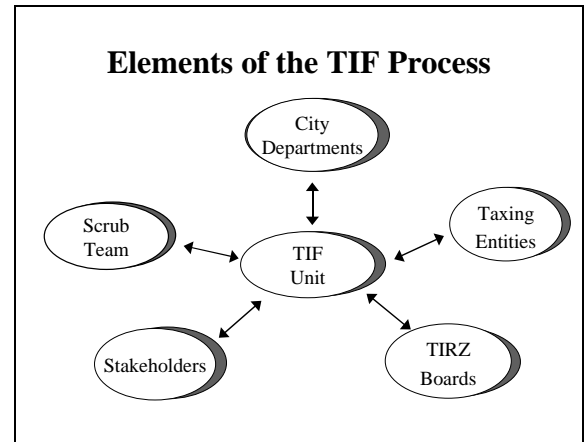 Elements of the TIF Process
City
Departments
Scrub
Team
Taxing
Entities
TIF
Unit
Stakeholders
TIRZ
Boards